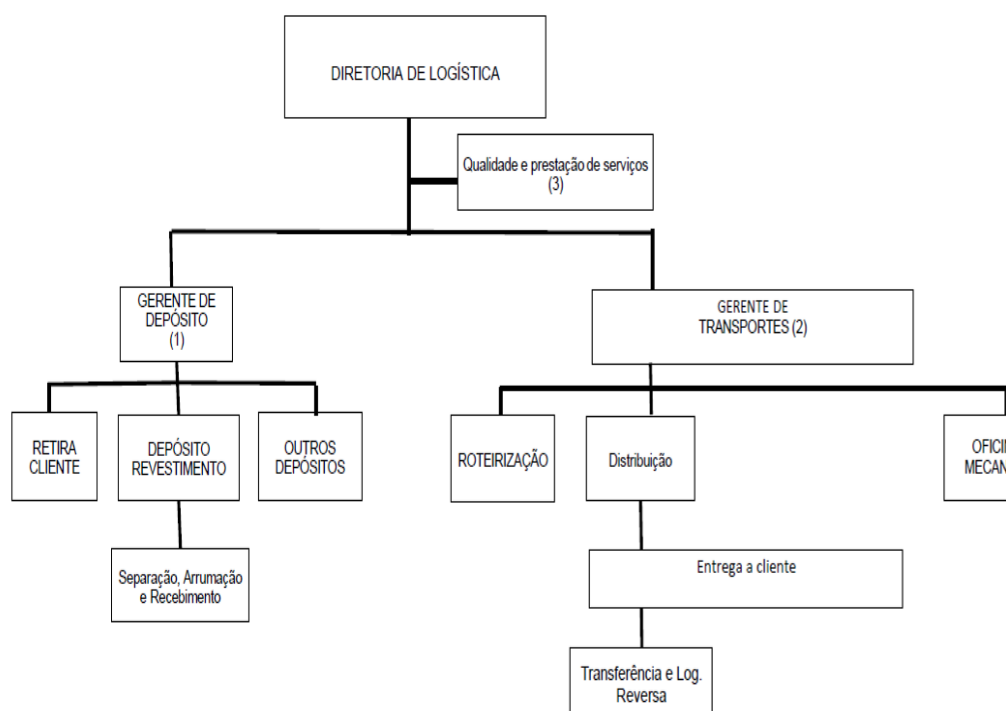 DIRETORIA DE LOGÍSTICA
Qualidade e prestação de serviços
(3)
GERENTE DE
DEPÓSITO
(1)
GERENTE DE
TRANSPORTES (2)
RETIRA
CLIENTE
DEPÓSITO
REVESTIMENTO
OUTROS
DEPÓSITOS
ROTEIRIZAÇÃO
Distribuição
Separação, Arrumação
e Recebimento
Entrega a cliente
Transferência e Log.
Reversa